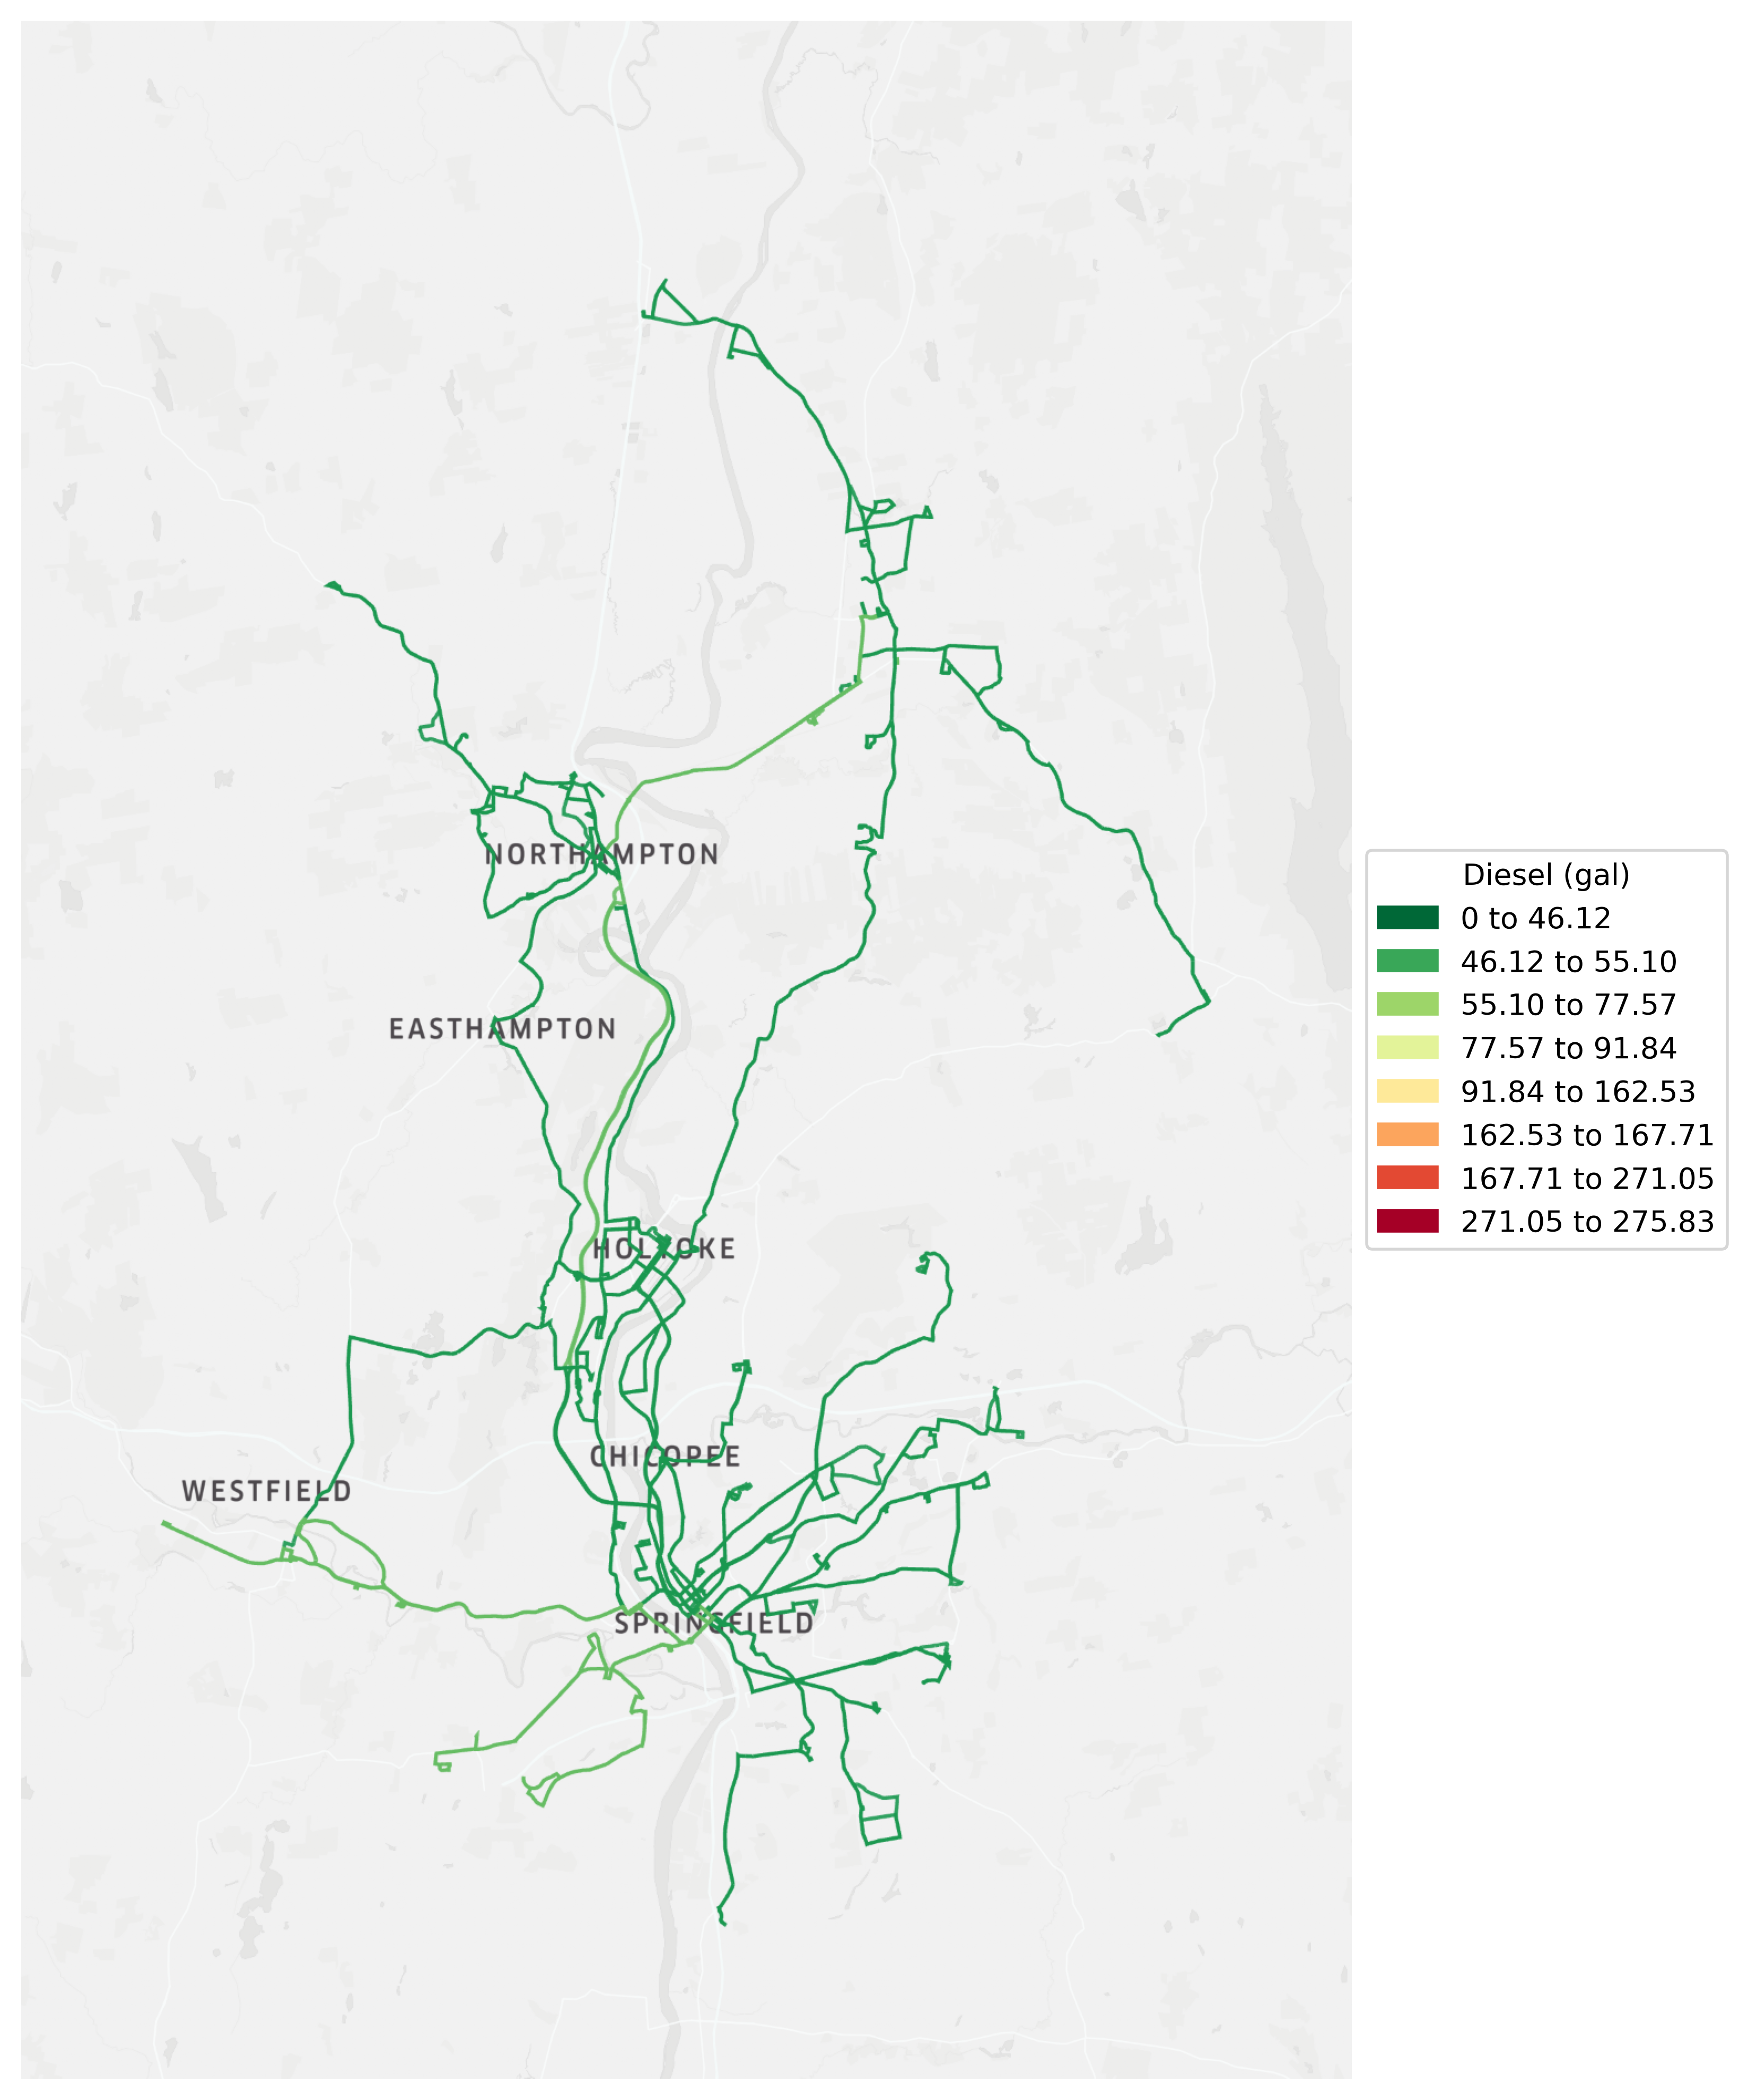 NORTHAMPTON
EASTHAMPTON
HOLYOKE
CHICOPEE
WESTFIELD
SPRINGFIELD
Diesel (gal)
0 to 46.12
46.12 to 55.10
55.10 to 77.57
77.57 to 91.84
91.84 to 162.53
162.53 to 167.71
167.71 to 271.05
271.05 to 275.83